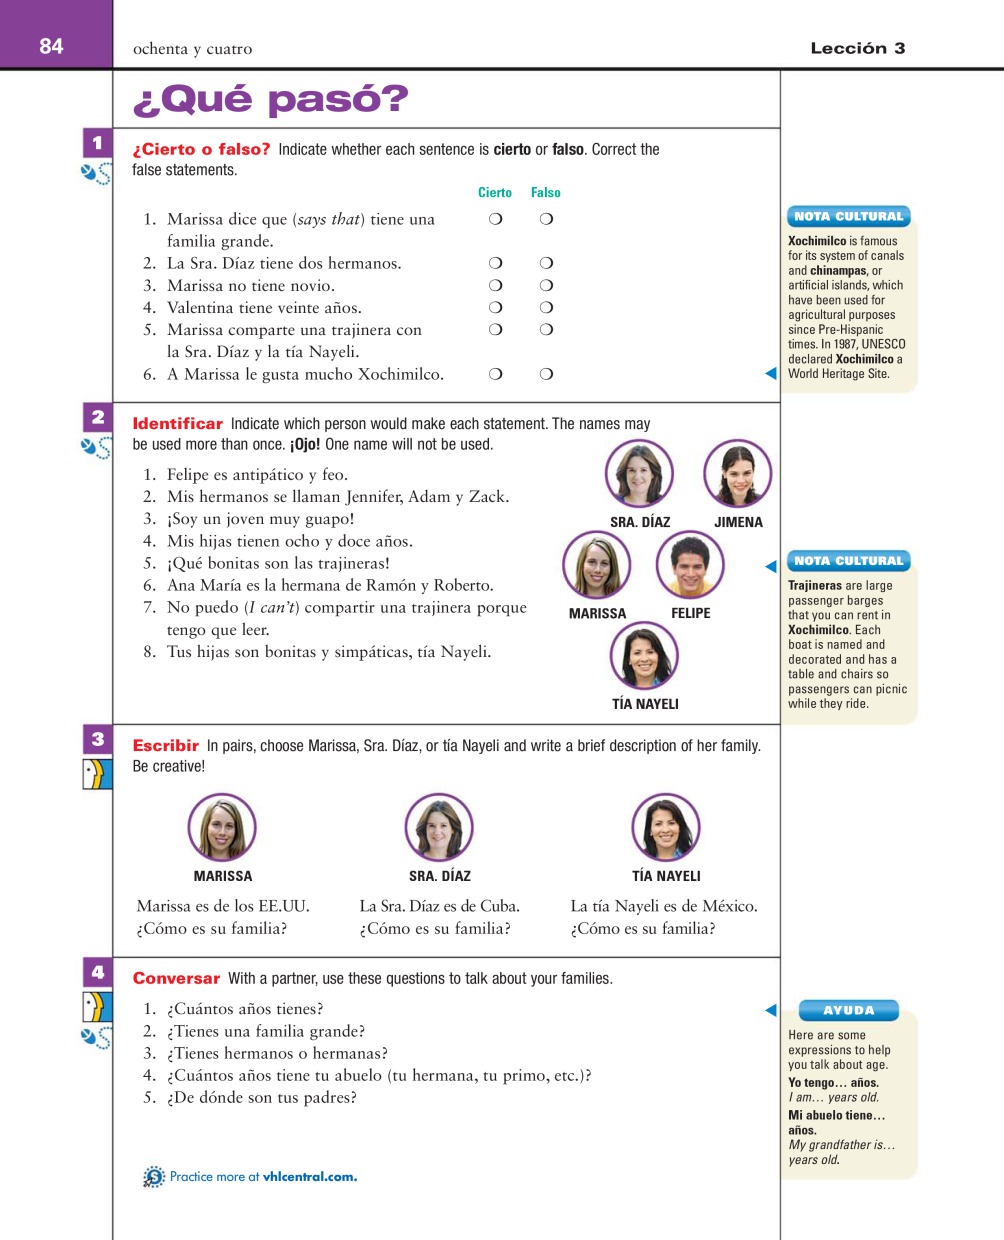 84
ochenta y cuatro
Lección 3
¿Qué pasó?
1
¿Cierto o falso? Indicate whether each sentence is cierto or falso. Correct the
false statements.
Cierto Falso
1. Marissa dice que (says that) tiene una
familia grande.
2. La Sra. Díaz tiene dos hermanos.
3. Marissa no tiene novio.
4. Valentina tiene veinte años.
5. Marissa comparte una trajinera con
la Sra. Díaz y la tía Nayeli.
6. A Marissa le gusta mucho Xochimilco.
NOTA CULTURAL
Xochimilco is famous
for its system of canals
and chinampas, or
artificial islands, which
have been used for
agricultural purposes
since Pre-Hispanic
times. In 1987, UNESCO
declared Xochimilco a
World Heritage Site.
2
Identificar Indicate which person would make each statement. The names may
be used more than once. ¡Ojo! One name will not be used.
1. Felipe es antipático y feo.
2. Mis hermanos se llaman Jennifer, Adam y Zack.
3. ¡Soy un joven muy guapo!
4. Mis hijas tienen ocho y doce años.
5. ¡Qué bonitas son las trajineras!
6. Ana María es la hermana de Ramón y Roberto.
7. No puedo (I can't) compartir una trajinera porque
tengo que leer.
8. Tus hijas son bonitas y simpáticas, tía Nayeli.
SRA. DÍAZ
JIMENA
MARISSA
FELIPE
TÍA NAYELI
NOTA CULTURAL
Trajineras are large
passenger barges
that you can rent in
Xochimilco. Each
boat is named and
decorated and has a
table and chairs so
passengers can picnic
while they ride.
3
Escribir In pairs, choose Marissa, Sra. Díaz, or tía Nayeli and write a brief description of her family.
Be creative!
MARISSA
SRA. DÍAZ
TÍA NAYELI
Marissa es de los EE.UU.
¿Cómo es su familia?
La Sra. Díaz es de Cuba.
¿Cómo es su familia?
La tía Nayeli es de México.
¿Cómo es su familia?
4
Conversar With a partner, use these questions to talk about your families.
1. ¿Cuántos años tienes?
2. ¿Tienes una familia grande?
3. ¿Tienes hermanos o hermanas?
4. ¿Cuántos años tiene tu abuelo (tu hermana, tu primo, etc.)?
5. ¿De dónde son tus padres?
AYUDA
Here are some
expressions to help
you talk about age.
Yo tengo… años.
I am… years old.
Mi abuelo tiene…
años.
My grandfather is…
years old.
S Practice more at vhlcentral.com.